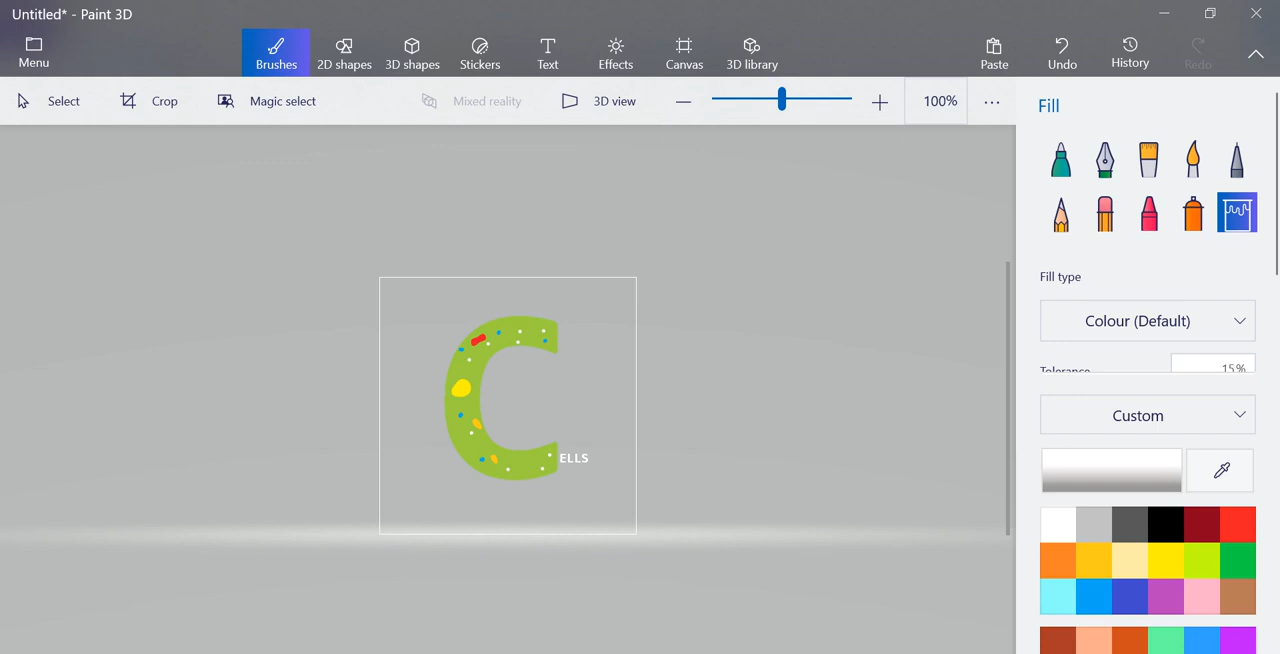 Untitled* - Paint 3D
Menu
Brushes
2D shapes
3D shapes
Stickers
Text
Effects
Canvas
3D library
Paste
Undo
History
Redo
Select
Crop
Magic select
Mixed reality
3D view
100%
Fill
Fill type
Colour (Default)
Tolerance 15%
Custom
C
ELLS